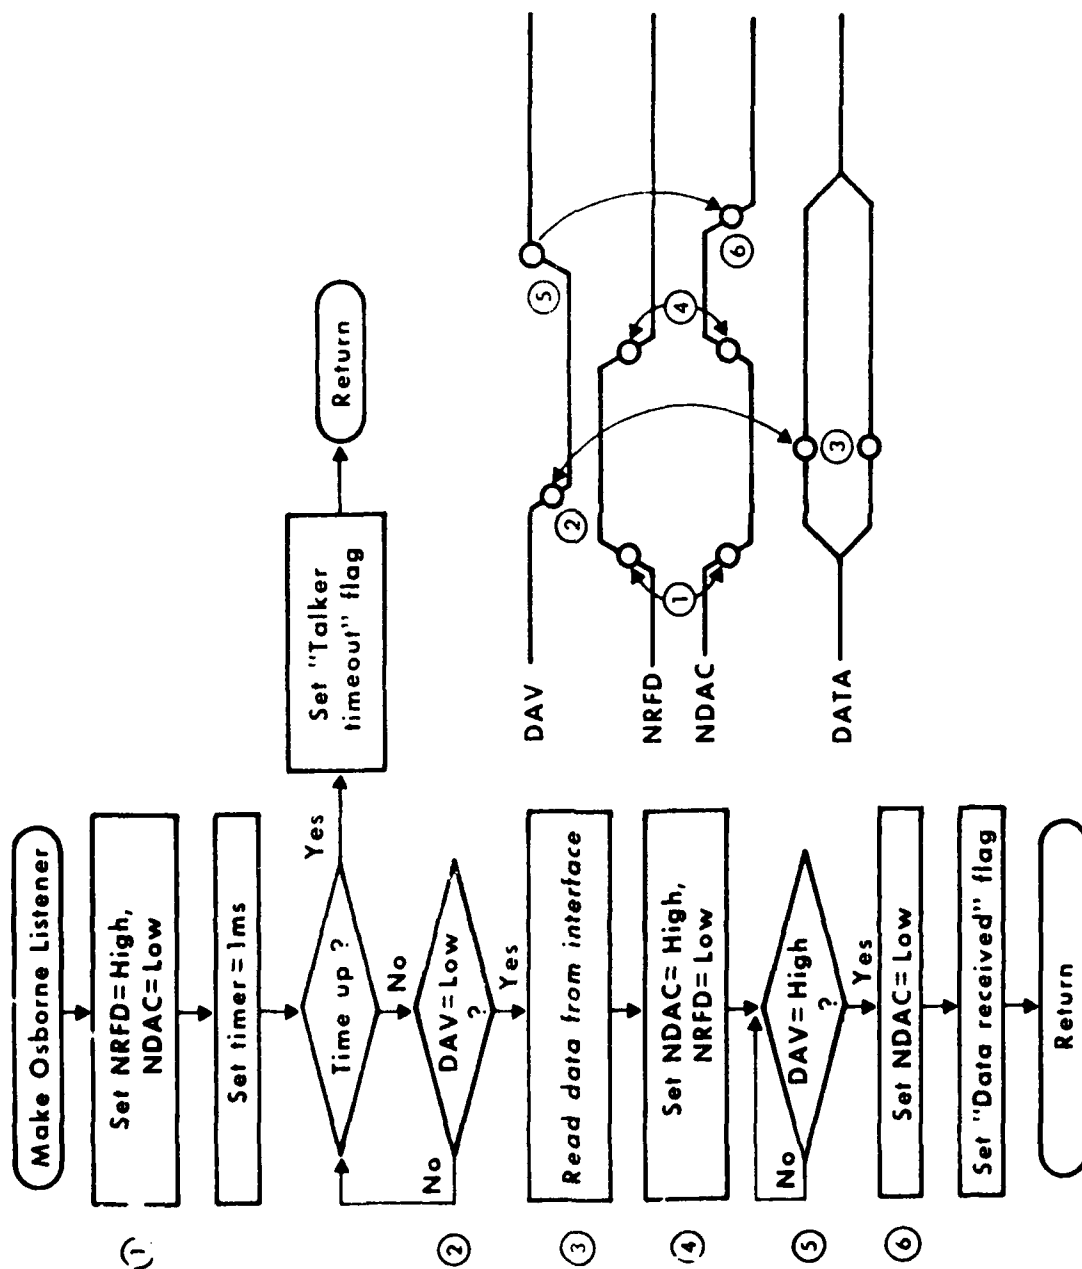 Make Osborne Listener
① Set NRFD=High,
NDAC=Low
Set timer=1ms
Time up ?
Yes
Set "Talker
timeout" flag
Return
No
② DAV=Low
?
No
Yes
③ Read data from interface
④ Set NDAC=High,
NRFD=Low
⑤ DAV=High
?
No
Yes
⑥ Set NDAC=Low
Set "Data received" flag
Return
DAV
② ⑤
NRFD
① ④
NDAC
⑥
DATA
③